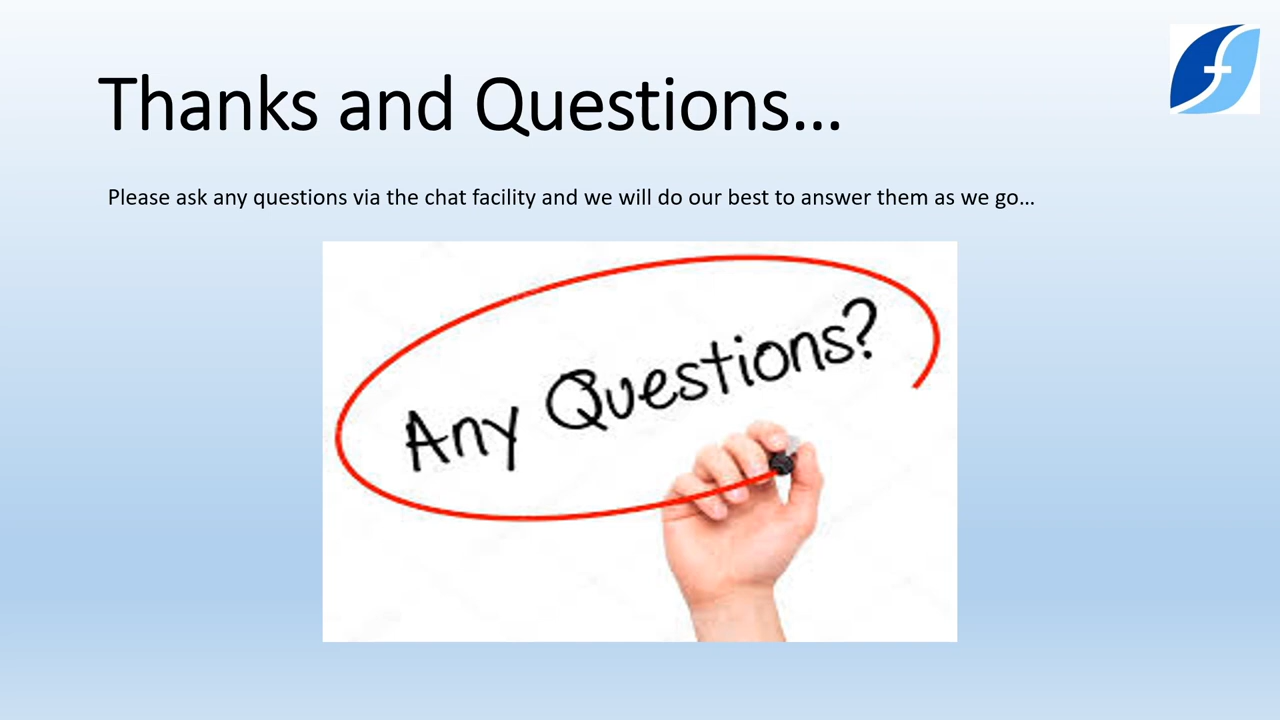 Thanks and Questions...
Please ask any questions via the chat facility and we will do our best to answer them as we go...
Any Questions?